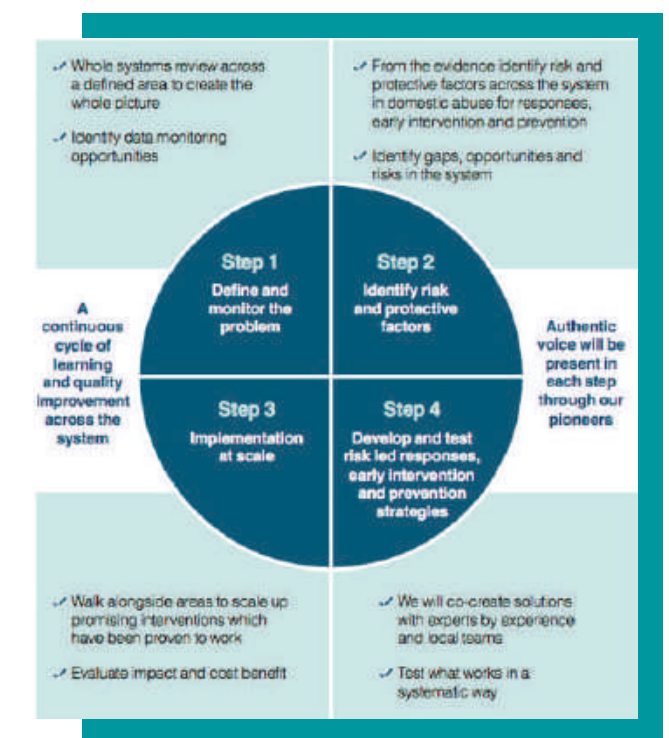 Whole systems review across
a defined area to create the
whole picture
Identify data monitoring
opportunities
From the evidence identify risk and
protective factors across the system
in domestic abuse for responses,
early intervention and prevention
Identify gaps, opportunities and
risks in the system
Step 1
Define and
monitor the
problem
Step 2
Identify risk
and protective
factors
A
continuous
cycle of
learning
and quality
improvement
across the
system
Authentic
voice will be
present in
each step
through our
pioneers
Step 3
Implementation
at scale
Step 4
Develop and test
risk led responses,
early intervention
and prevention
strategies
Walk alongside areas to scale up
promising interventions which
have been proven to work
Evaluate impact and cost benefit
We will co-create solutions
with experts by experience
and local teams
Test what works in a
systematic way